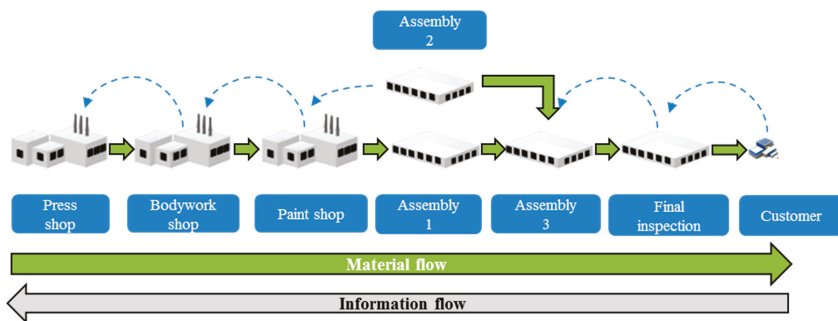 Assembly
2
Press
shop
Bodywork
shop
Paint shop
Assembly
1
Assembly
3
Final
inspection
Customer
Material flow
Information flow